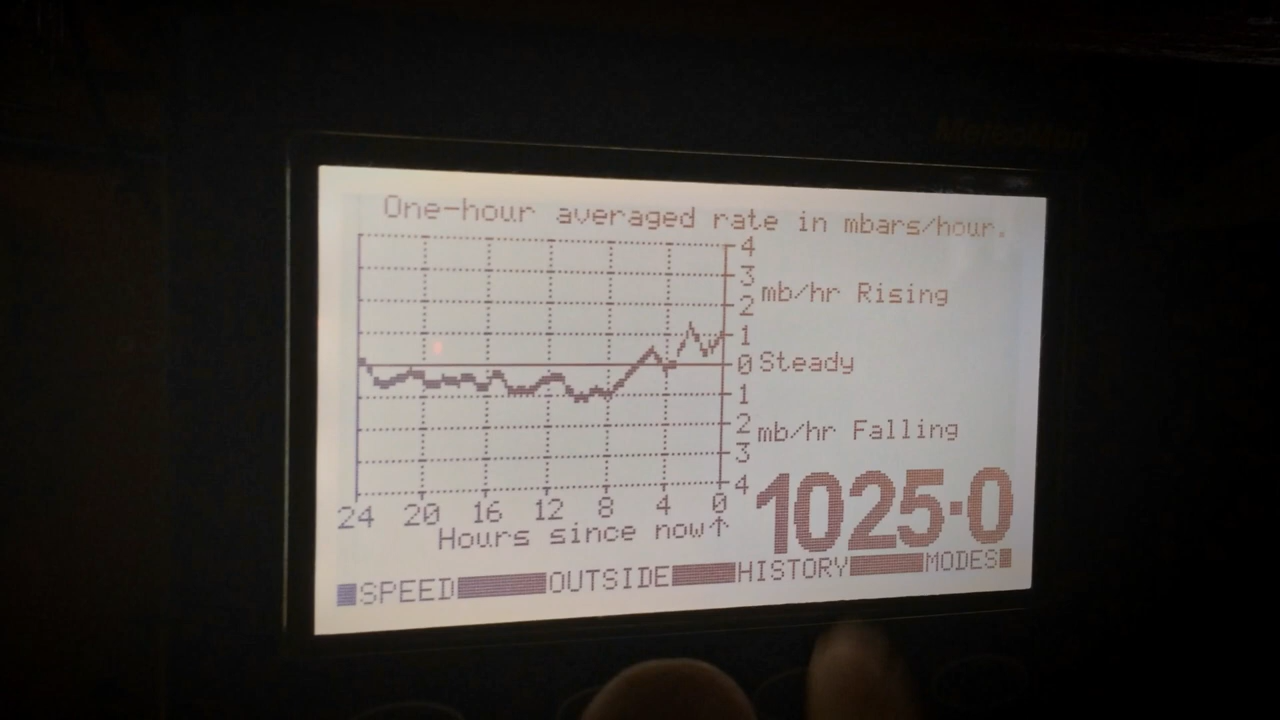 One-hour averaged rate in mbars/hour.
4
3
mb/hr Rising
2
1
0 Steady
1
2
mb/hr Falling
3
4
24 20 16 12 8 4 0
1025.0
Hours since now↑
SPEED OUTSIDE HISTORY MODES